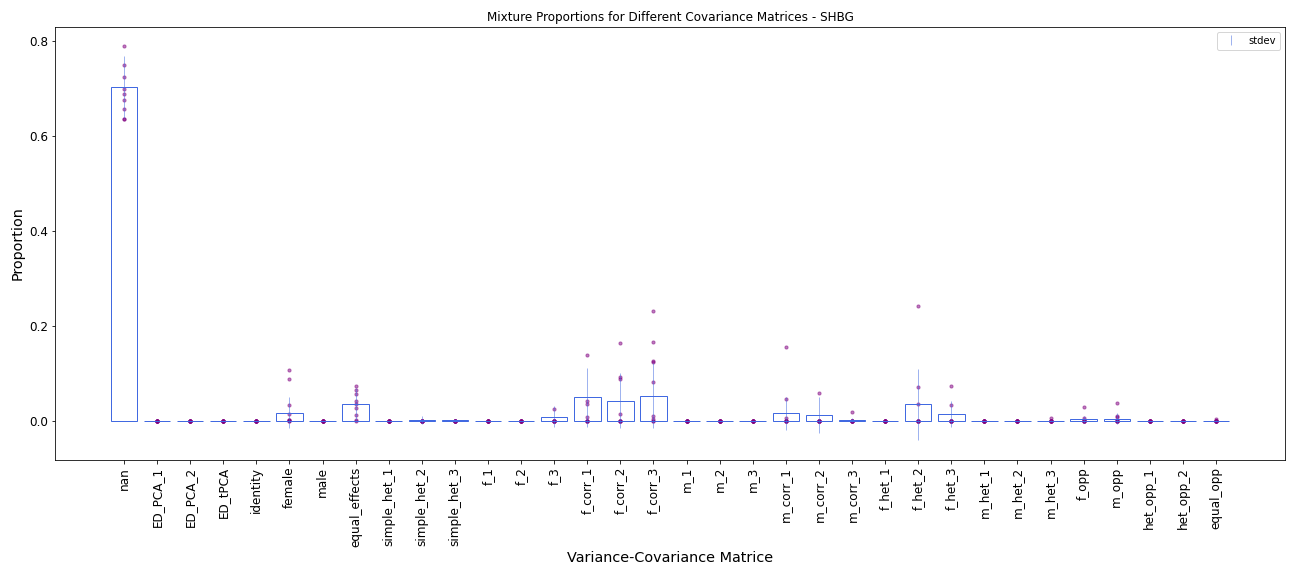 Mixture Proportions for Different Covariance Matrices - SHBG
stdev
Proportion
0.8
0.6
0.4
0.2
0.0
nan
ED_PCA_1
ED_PCA_2
ED_tPCA
identity
female
male
equal_effects
simple_het_1
simple_het_2
simple_het_3
f_1
f_2
f_3
f_corr_1
f_corr_2
f_corr_3
m_1
m_2
m_3
m_corr_1
m_corr_2
m_corr_3
f_het_1
f_het_2
f_het_3
m_het_1
m_het_2
m_het_3
f_opp
m_opp
het_opp_1
het_opp_2
equal_opp
Variance-Covariance Matrice